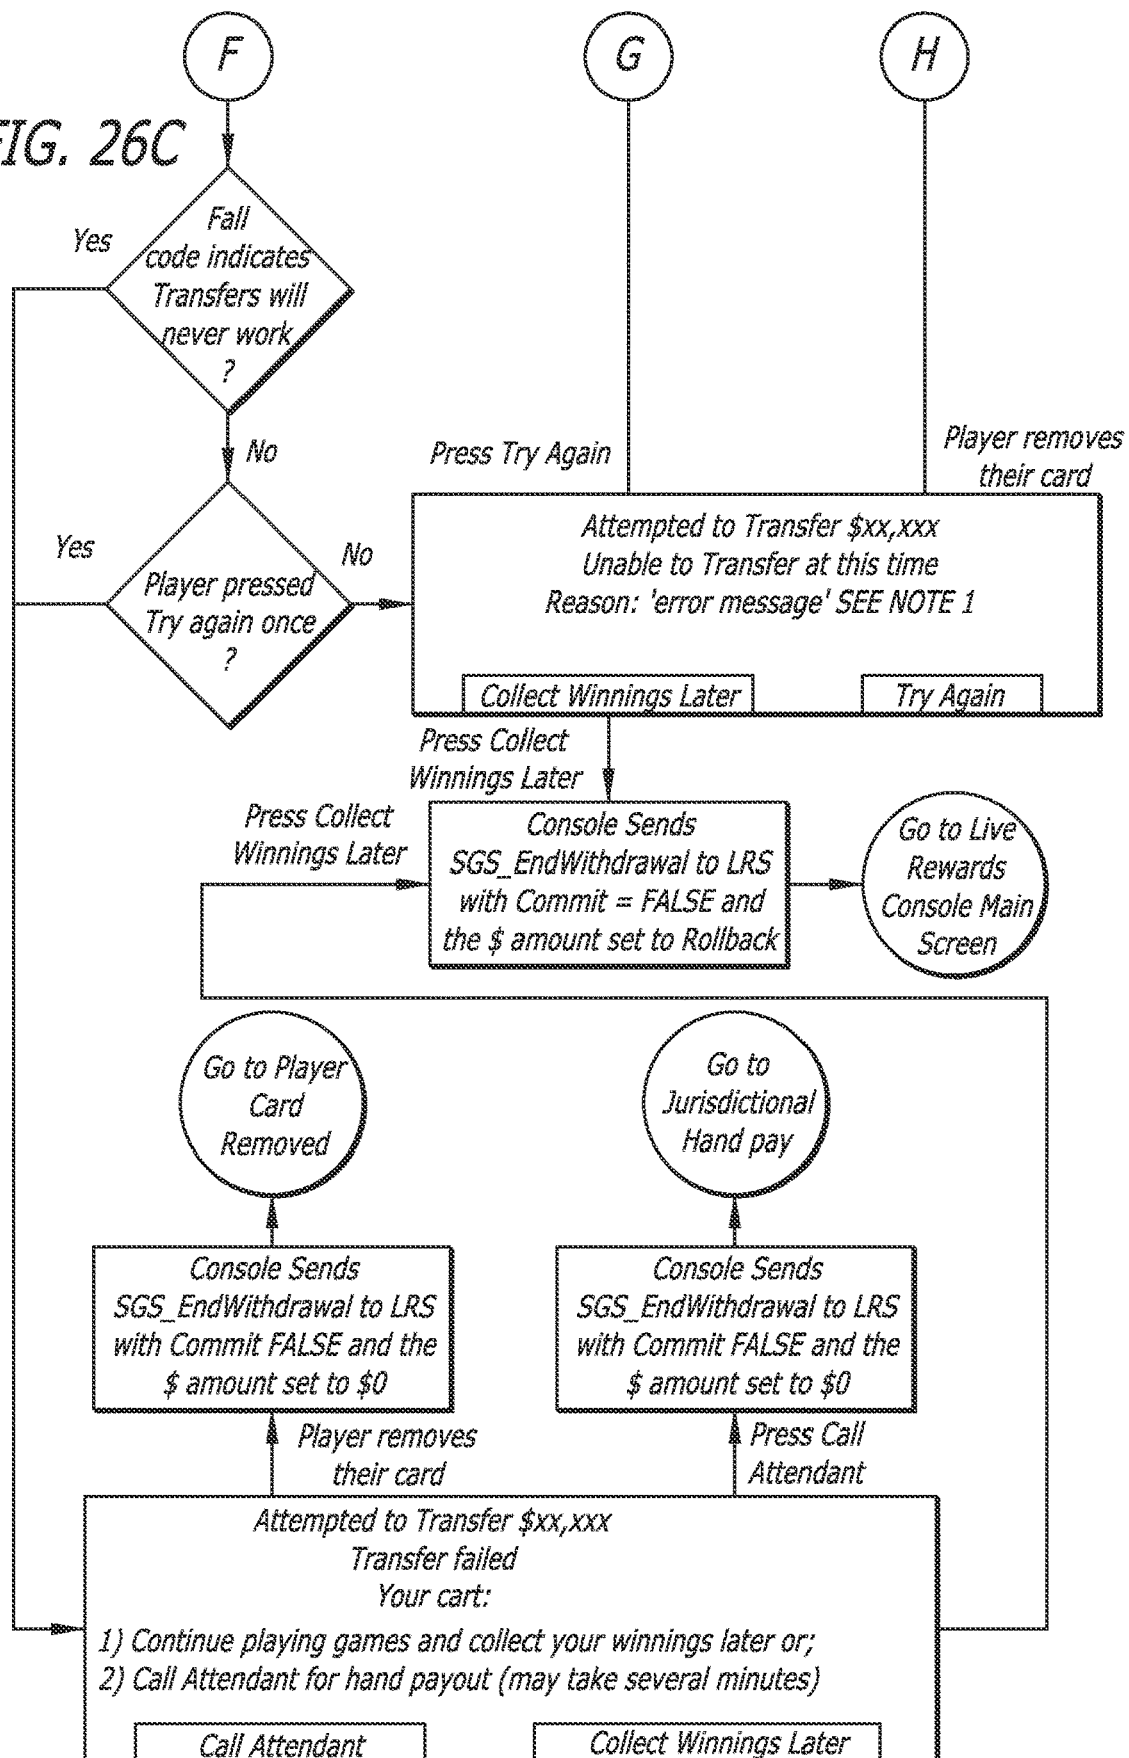 F
G
H
FIG. 26C
Fall
code indicates
Transfers will
never work
?
Yes
No
Press Try Again
Player removes
their card
Yes
Player pressed
Try again once
?
No
Attempted to Transfer $xx,xxx
Unable to Transfer at this time
Reason: 'error message' SEE NOTE 1
Collect Winnings Later
Try Again
Press Collect
Winnings Later
Press Collect
Winnings Later
Console Sends
SGS_EndWithdrawal to LRS
with Commit = FALSE and
the $ amount set to Rollback
Go to Live
Rewards
Console Main
Screen
Go to Player
Card
Removed
Go to
Jurisdictional
Hand pay
Console Sends
SGS_EndWithdrawal to LRS
with Commit FALSE and the
$ amount set to $0
Console Sends
SGS_EndWithdrawal to LRS
with Commit FALSE and the
$ amount set to $0
Player removes
their card
Press Call
Attendant
Attempted to Transfer $xx,xxx
Transfer failed
Your cart:
1) Continue playing games and collect your winnings later or;
2) Call Attendant for hand payout (may take several minutes)
Call Attendant
Collect Winnings Later